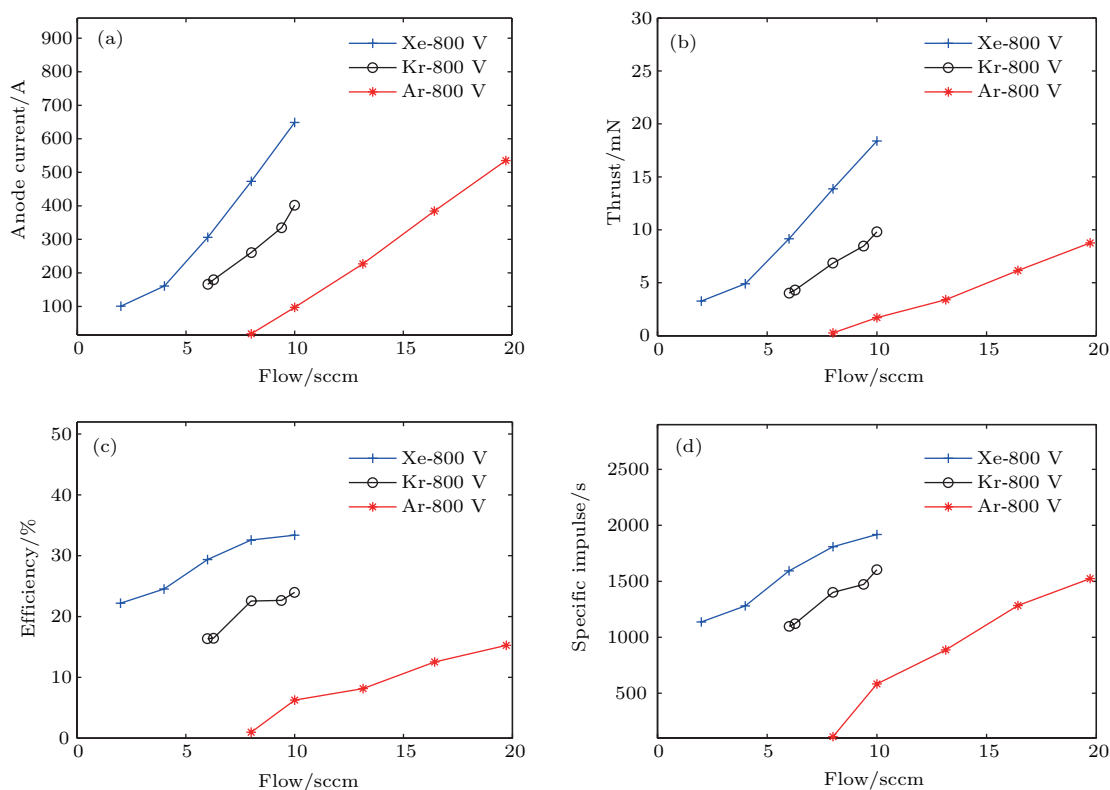 (a)
Xe-800 V
Kr-800 V
Ar-800 V
900
800
700
600
500
400
300
200
100
0
5
10
15
20
Anode current/A
Flow/sccm
(b)
Xe-800 V
Kr-800 V
Ar-800 V
30
25
20
15
10
5
0
0
5
10
15
20
Thrust/mN
Flow/sccm
(c)
Xe-800 V
Kr-800 V
Ar-800 V
50
40
30
20
10
0
0
5
10
15
20
Efficiency/%
Flow/sccm
(d)
Xe-800 V
Kr-800 V
Ar-800 V
2500
2000
1500
1000
500
0
5
10
15
20
Specific impulse/s
Flow/sccm